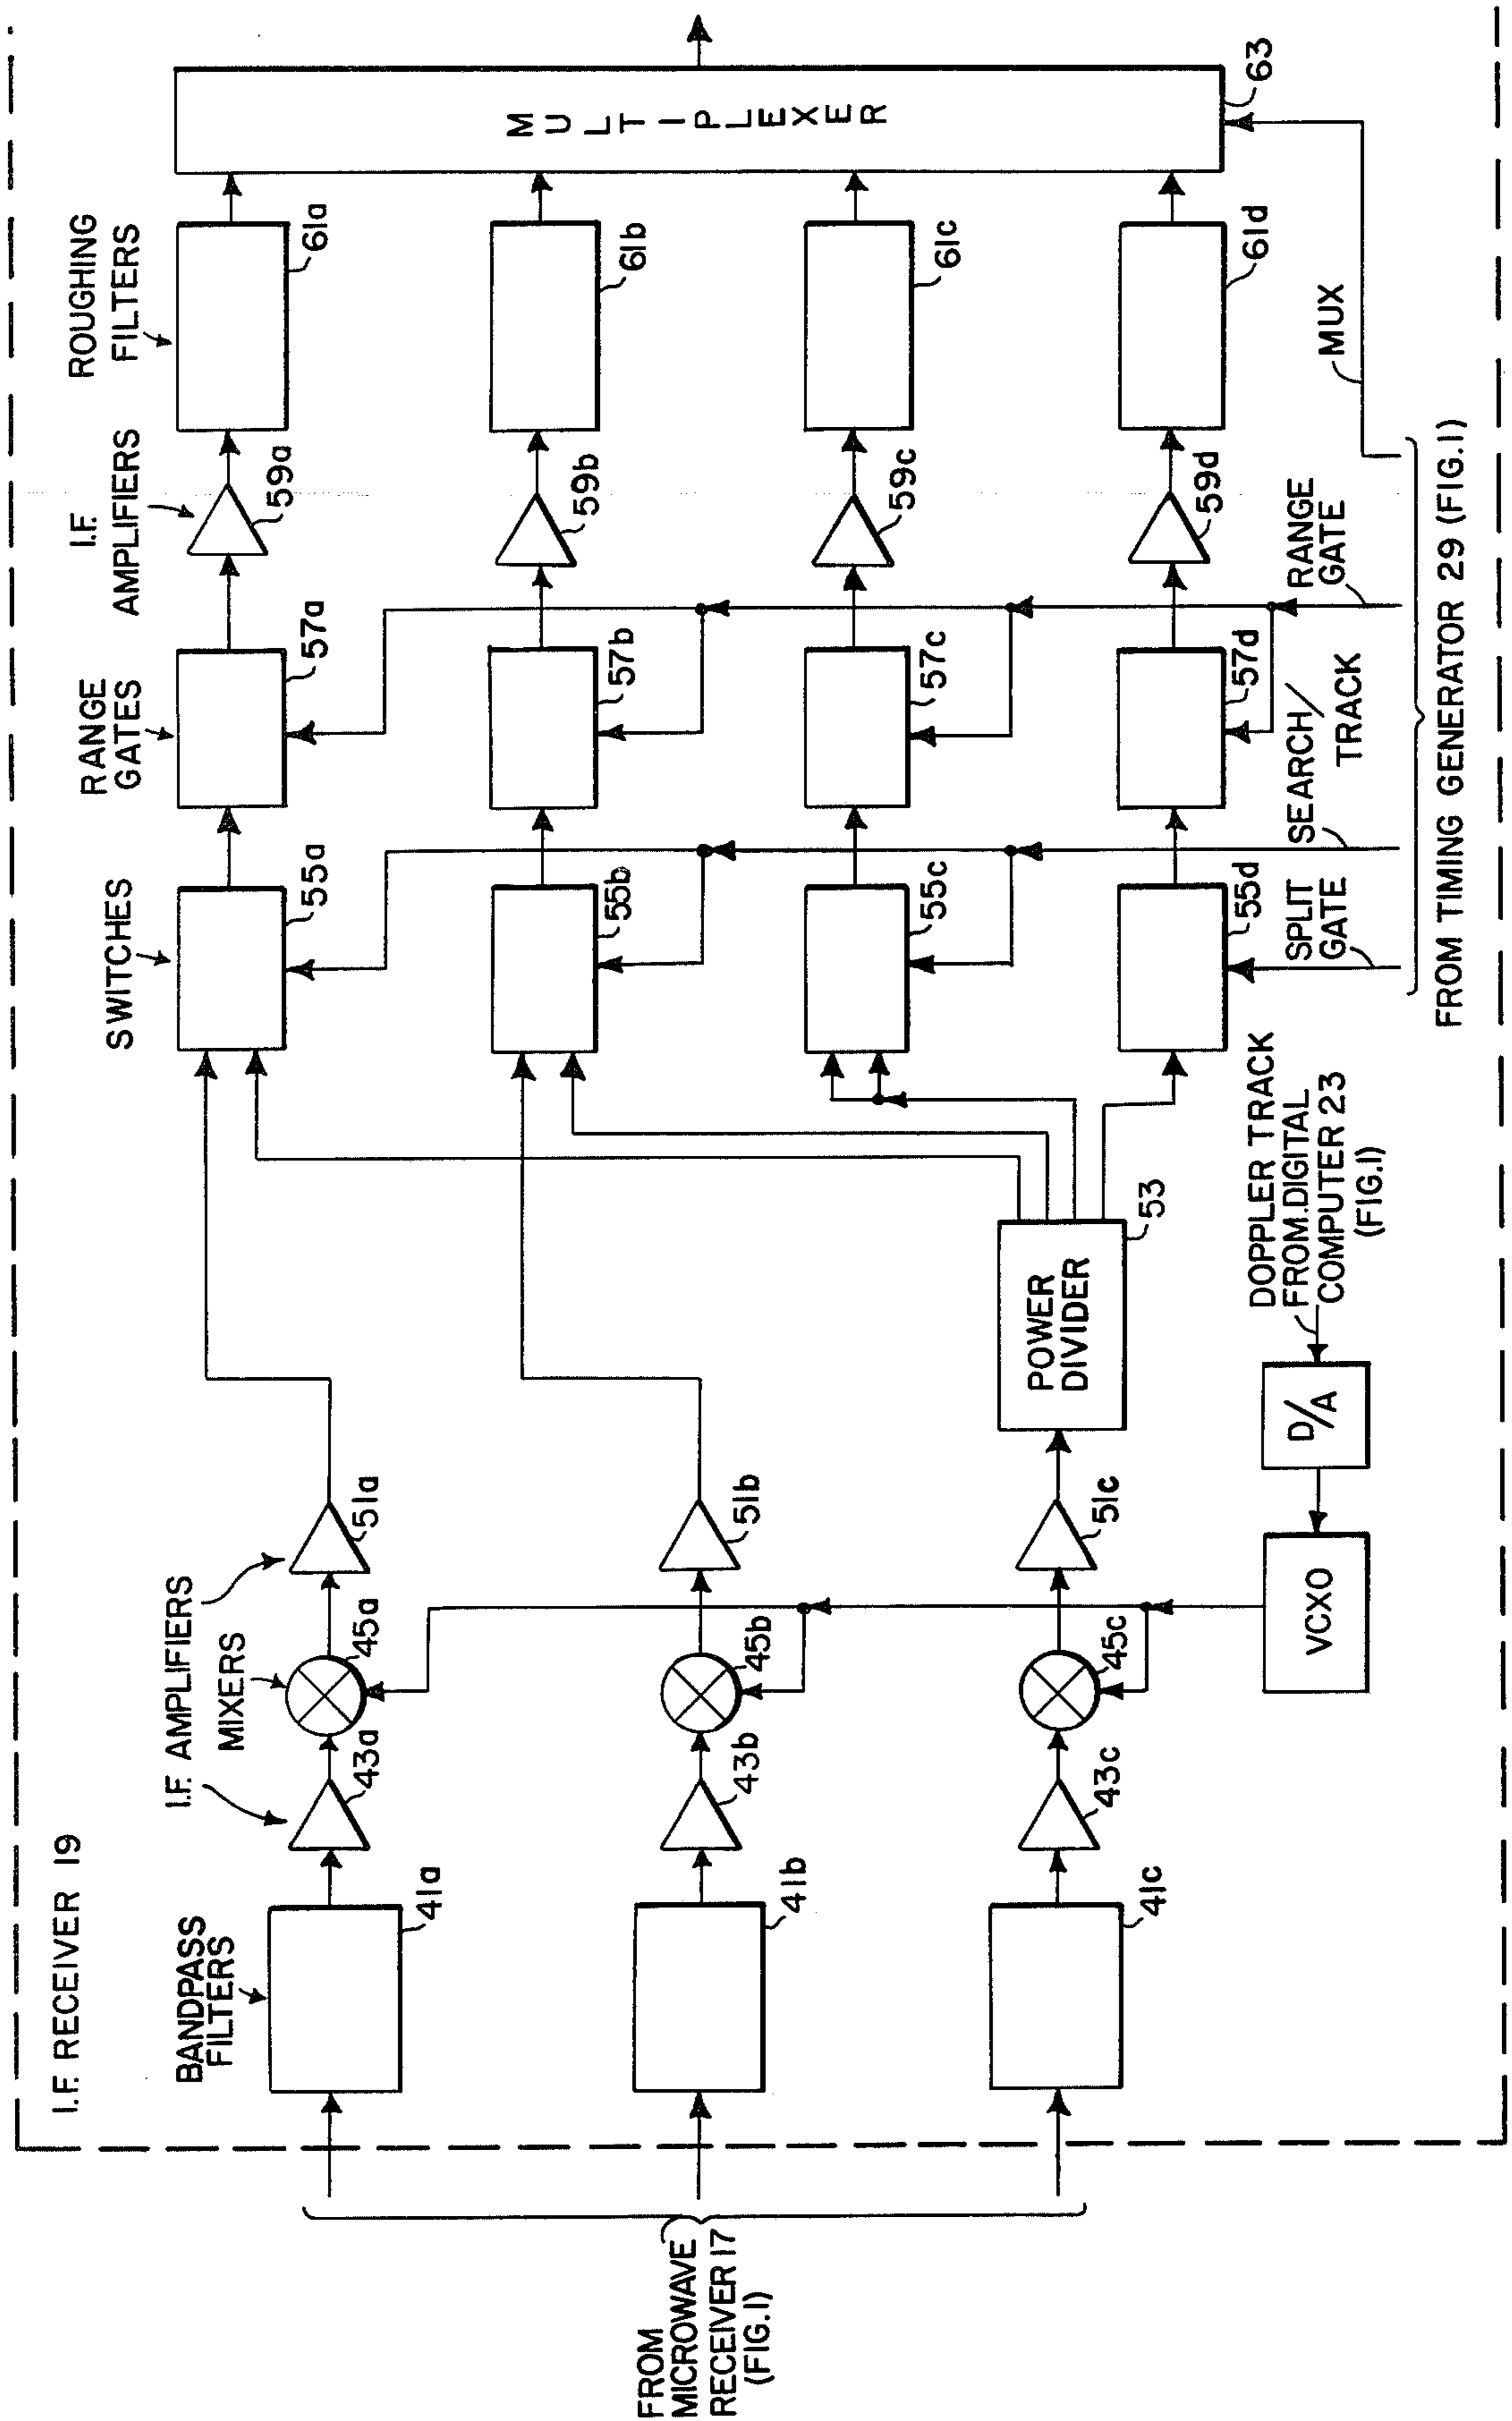 I.F. RECEIVER 19
BANDPASS
FILTERS
41a
I.F. AMPLIFIERS
43a
MIXERS
45a
51a
SWITCHES
55a
RANGE
GATES
57a
I.F.
AMPLIFIERS
59a
ROUGHING
FILTERS
61a
FROM
MICROWAVE
RECEIVER 17
(FIG.1)
41b
43b
45b
51b
55b
57b
59b
61b
MULTIPLEXER
63
41c
43c
45c
51c
POWER
DIVIDER
53
55c
57c
59c
61c
55d
57d
59d
61d
VCXO
D/A
DOPPLER TRACK
FROM DIGITAL
COMPUTER 23
(FIG.1)
SPLIT
GATE
SEARCH/
TRACK
RANGE
GATE
MUX
FROM TIMING GENERATOR 29 (FIG.1)